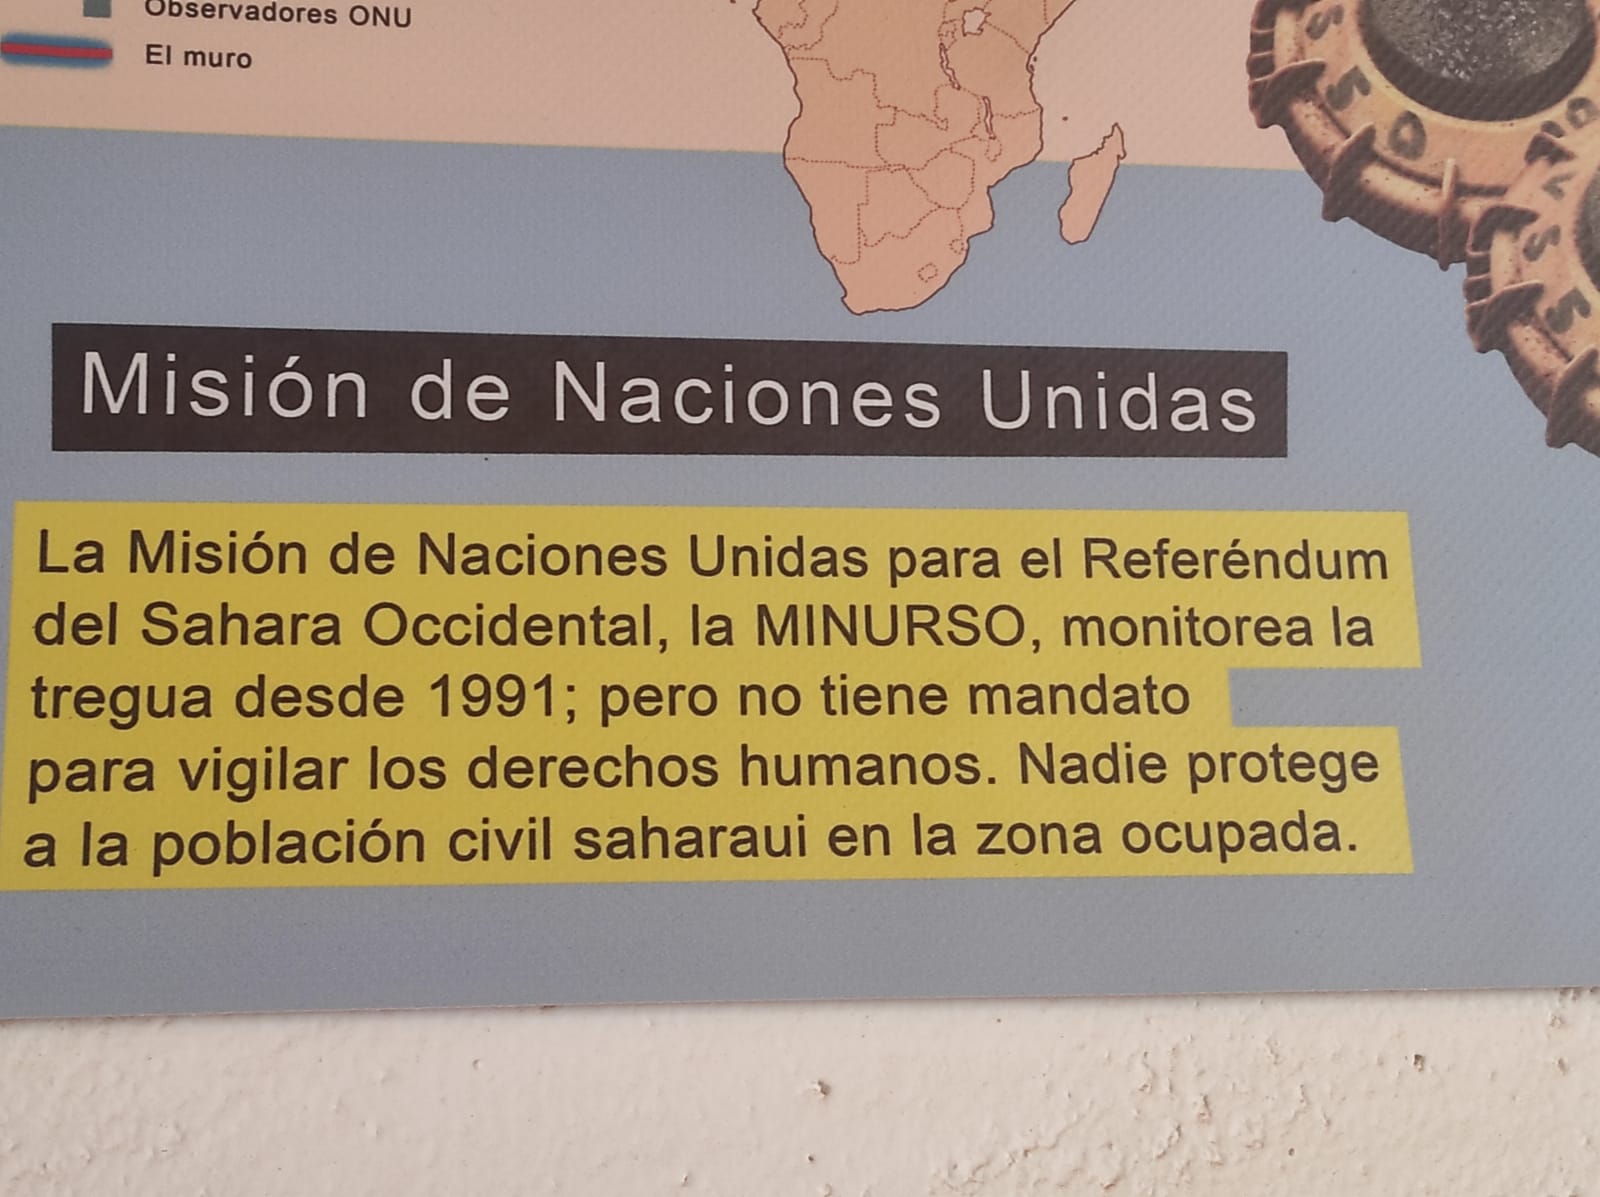 Observadores ONU
El muro
Misión de Naciones Unidas
La Misión de Naciones Unidas para el Referéndum
del Sahara Occidental, la MINURSO, monitorea la
tregua desde 1991; pero no tiene mandato
para vigilar los derechos humanos. Nadie protege
a la población civil saharaui en la zona ocupada.